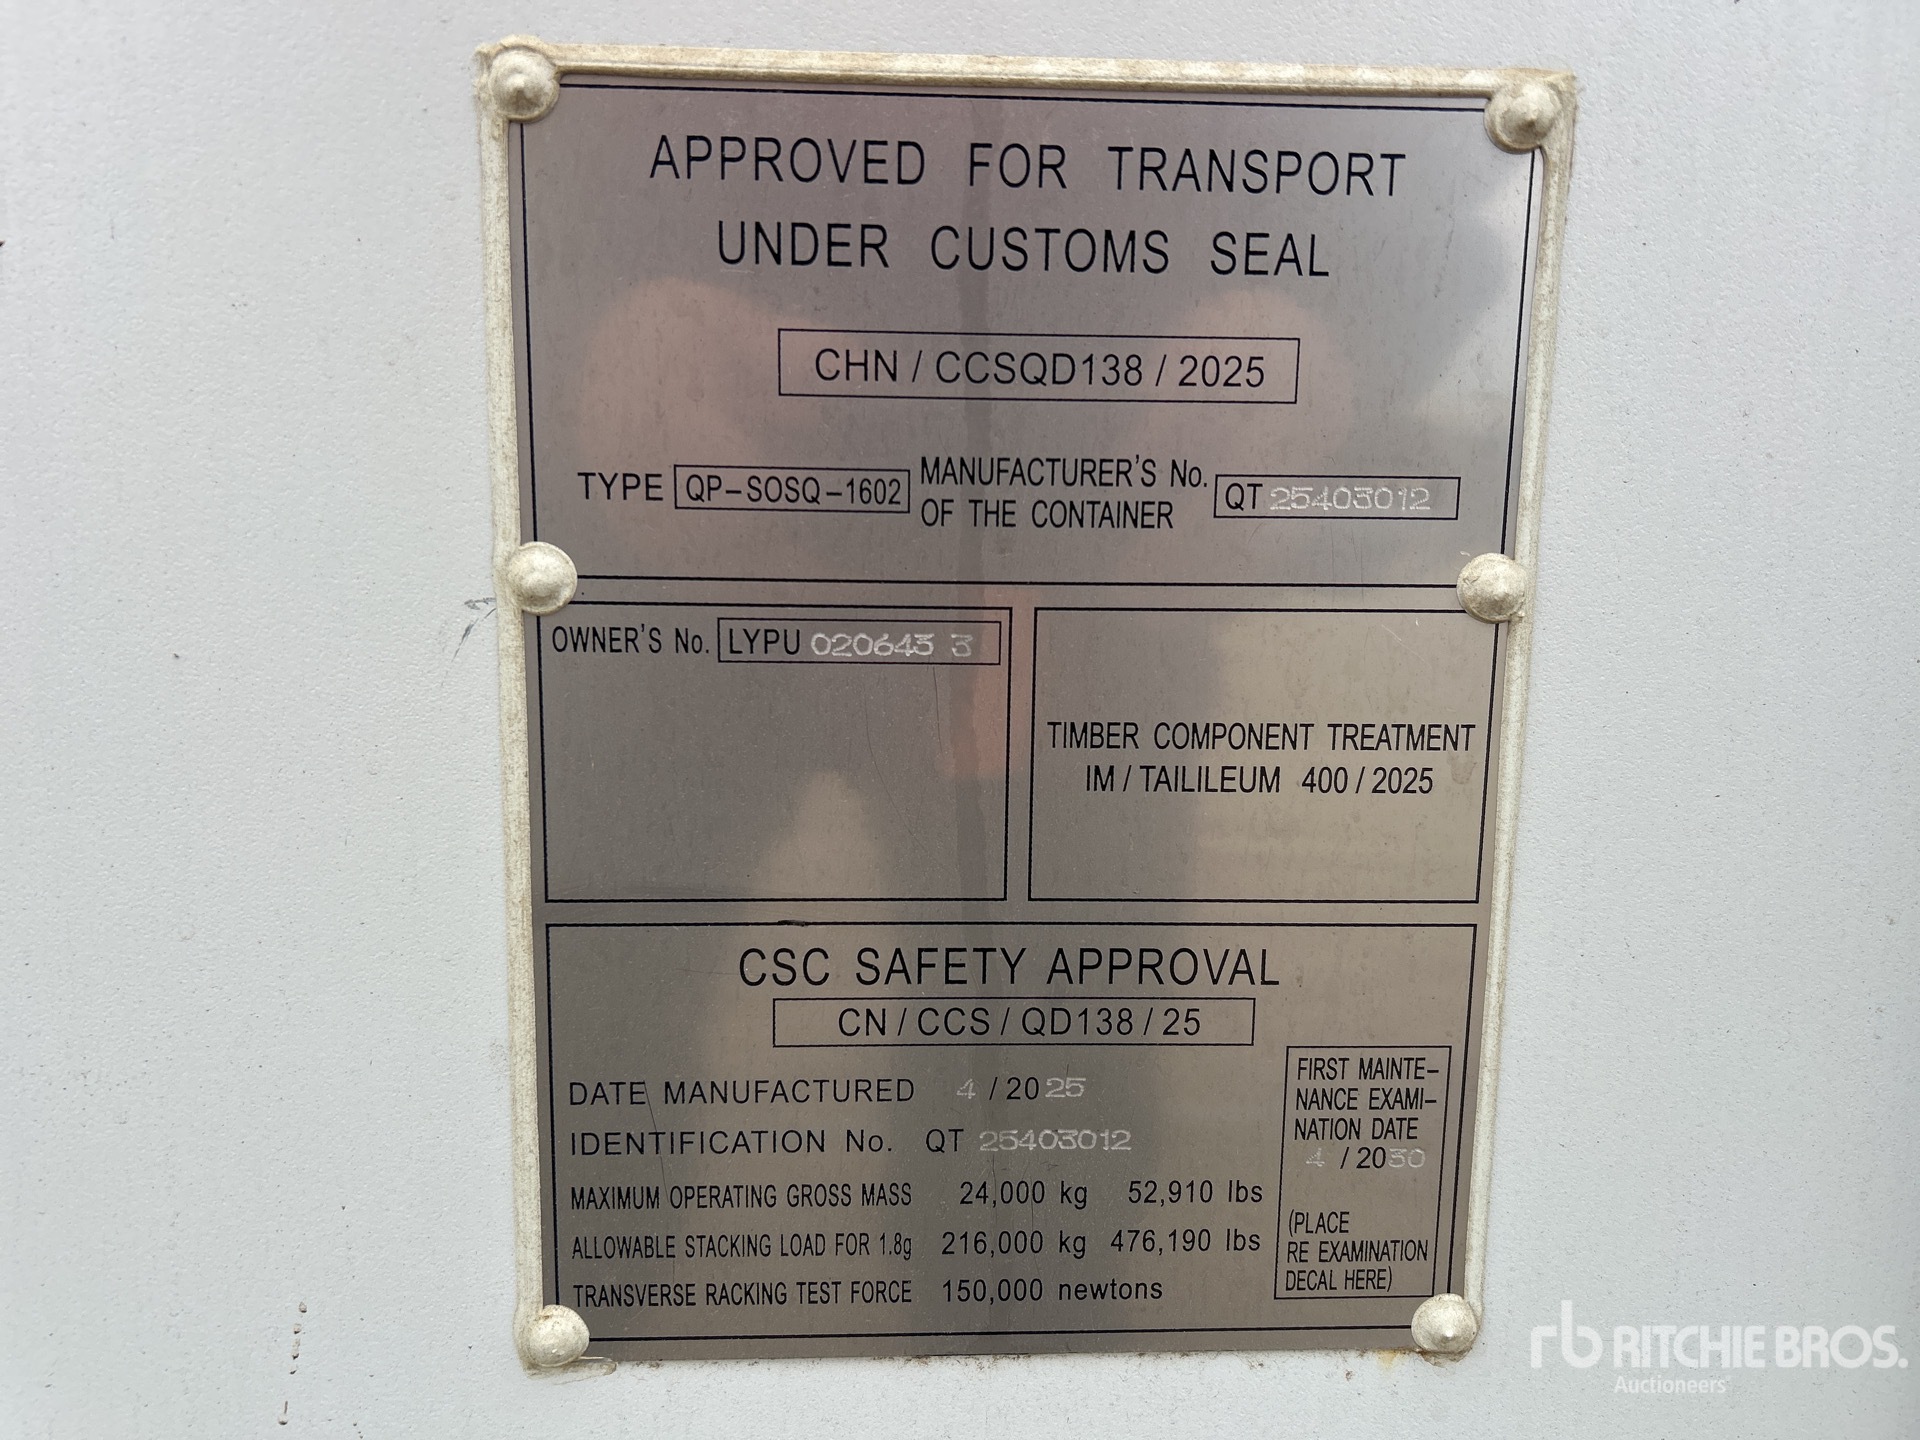 APPROVED FOR TRANSPORT
UNDER CUSTOMS SEAL
CHN / CCSQD138 / 2025
TYPE QP-SOSQ-1602
MANUFACTURER'S No.
OF THE CONTAINER
QT 25403012
OWNER'S No. LYPU 020643 3
TIMBER COMPONENT TREATMENT
IM / TAILILEUM 400 / 2025
CSC SAFETY APPROVAL
CN / CCS / QD138 / 25
DATE MANUFACTURED 4 / 2025
IDENTIFICATION No. QT 25403012
MAXIMUM OPERATING GROSS MASS 24,000 kg 52,910 lbs
ALLOWABLE STACKING LOAD FOR 1.8g 216,000 kg 476,190 lbs
TRANSVERSE RACKING TEST FORCE 150,000 newtons
FIRST MAINTE-
NANCE EXAMI-
NATION DATE
4 / 2030
(PLACE
RE EXAMINATION
DECAL HERE)
rb RITCHIE BROS.
Auctioneers